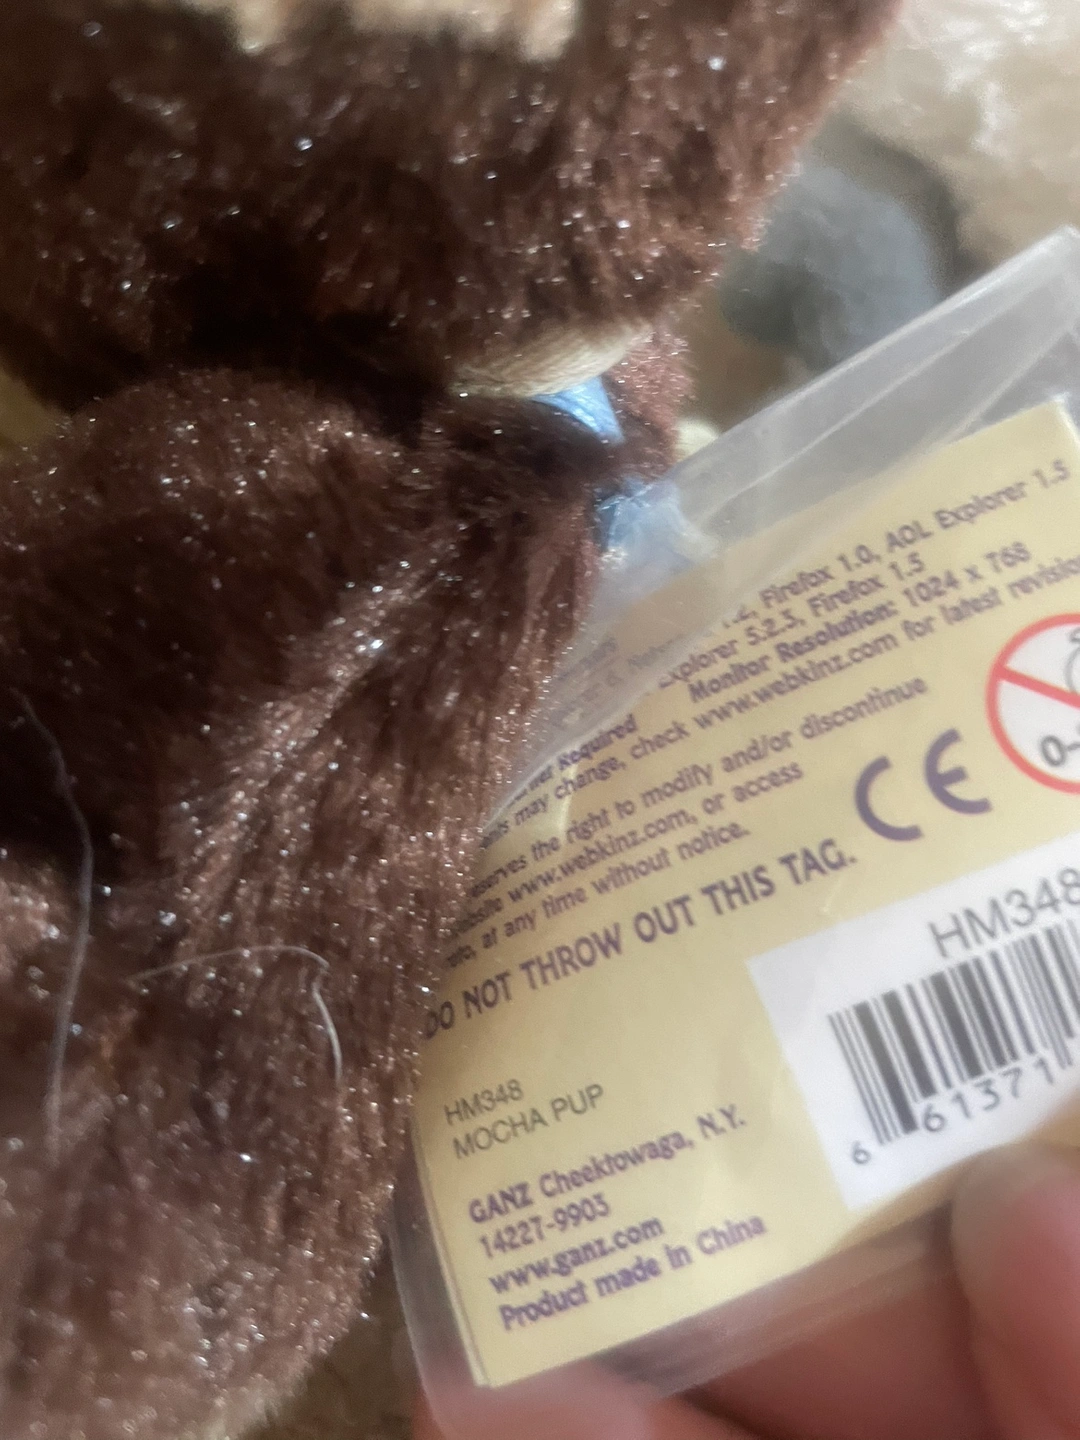 Firefox 1.0, AOL Explorer 1.5
Explorer 5.2.3, Firefox 1.5
Monitor Resolution: 1024 x 768
Required
may change, check www.webkinz.com for latest
the right to modify and/or discontinue
www.webkinz.com, or access
at any time without notice.
DO NOT THROW OUT THIS TAG.
CE
HM348
6 61371
HM348
MOCHA PUP
GANZ Cheektowaga, N.Y.
14227-9903
www.ganz.com
Product made in China